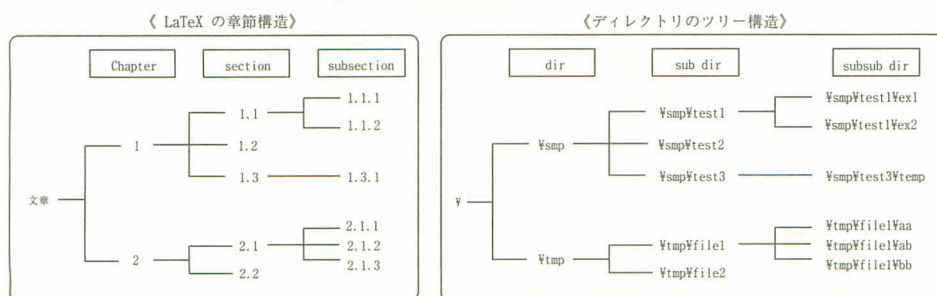 《 LaTeX の章節構造》
Chapter section subsection
1.1.1
1.1
1.1.2
1 1.2
1.3 1.3.1
文章
2.1.1
2.1 2.1.2
2 2.1.3
2.2
《ディレクトリのツリー構造》
dir sub dir subsub dir
¥smp¥test1¥ex1
¥smp¥test1
¥smp¥test1¥ex2
¥smp ¥smp¥test2
¥smp¥test3 ¥smp¥test3¥temp
¥
¥tmp¥file1¥aa
¥tmp¥file1 ¥tmp¥file1¥ab
¥tmp ¥tmp¥file1¥bb
¥tmp¥file2